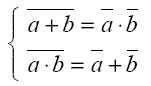 $\overline{a+b} = \overline{a} \cdot \overline{b}$
$\overline{a \cdot b} = \overline{a} + \overline{b}$